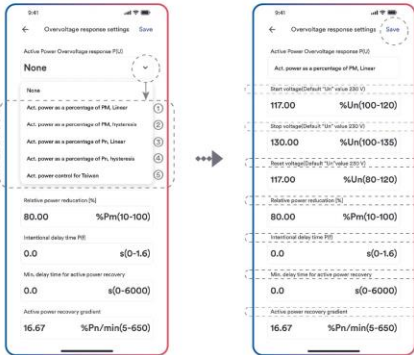 9:41
← Overvoltage response settings Save
Active Power Overvoltage response P(U)
None
None
Act. power as a percentage of PM, Linear ①
Act. power as a percentage of PM, hysteresis ②
Act. power as a percentage of Pn, Linear ③
Act. power as a percentage of Pn, hysteresis ④
Act. power control for Taiwan ⑤
Relative power reducation [%]
80.00 %Pm(10-100)
Intentional delay time P(f)
0.0 s(0-1.6)
Min. delay time for active power recovery
0.0 s(0-6000)
Active power recovery gradient
16.67 %Pn/min(5-650)
9:41
← Overvoltage response settings Save
Active Power Overvoltage response P(U)
Act. power as a percentage of PM, Linear
Start voltage(Default "Un" value 230 V)
117.00 %Un(100-120)
Stop voltage(Default "Un" value 230 V)
130.00 %Un(100-135)
Reset voltage(Default "Un" value 230 V)
117.00 %Un(80-120)
Relative power reducation [%]
80.00 %Pm(10-100)
Intentional delay time P(f)
0.0 s(0-1.6)
Min. delay time for active power recovery
0.0 s(0-6000)
Active power recovery gradient
16.67 %Pn/min(5-650)